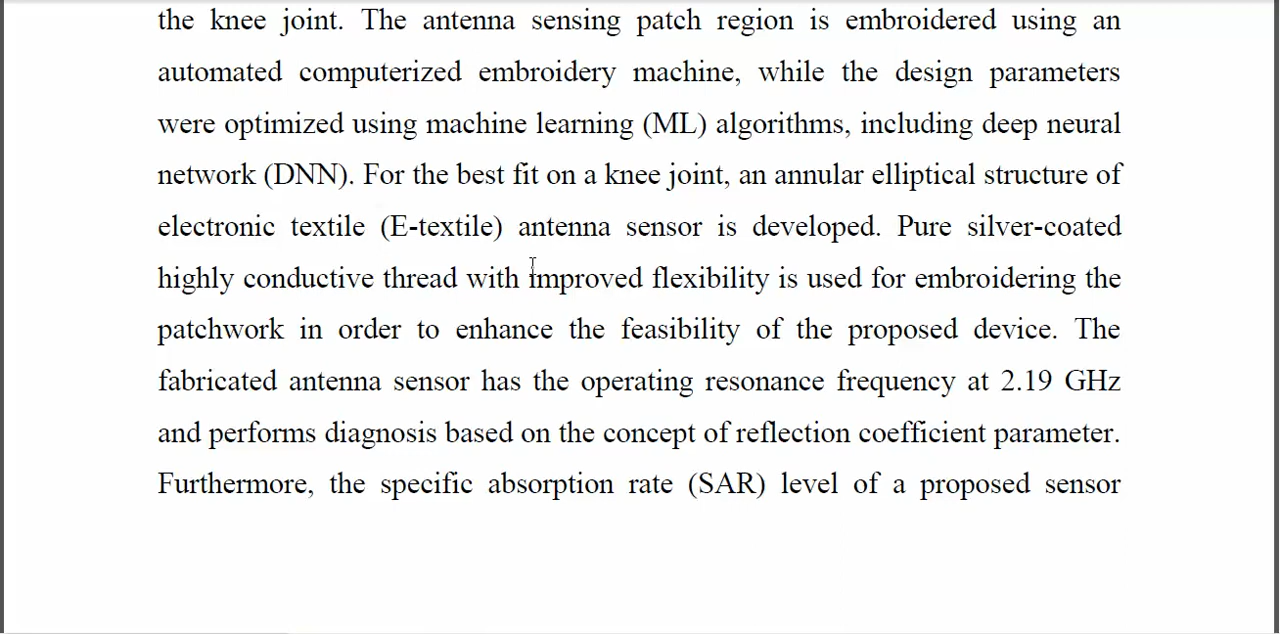 the knee joint. The antenna sensing patch region is embroidered using an
automated computerized embroidery machine, while the design parameters
were optimized using machine learning (ML) algorithms, including deep neural
network (DNN). For the best fit on a knee joint, an annular elliptical structure of
electronic textile (E-textile) antenna sensor is developed. Pure silver-coated
highly conductive thread with improved flexibility is used for embroidering the
patchwork in order to enhance the feasibility of the proposed device. The
fabricated antenna sensor has the operating resonance frequency at 2.19 GHz
and performs diagnosis based on the concept of reflection coefficient parameter.
Furthermore, the specific absorption rate (SAR) level of a proposed sensor